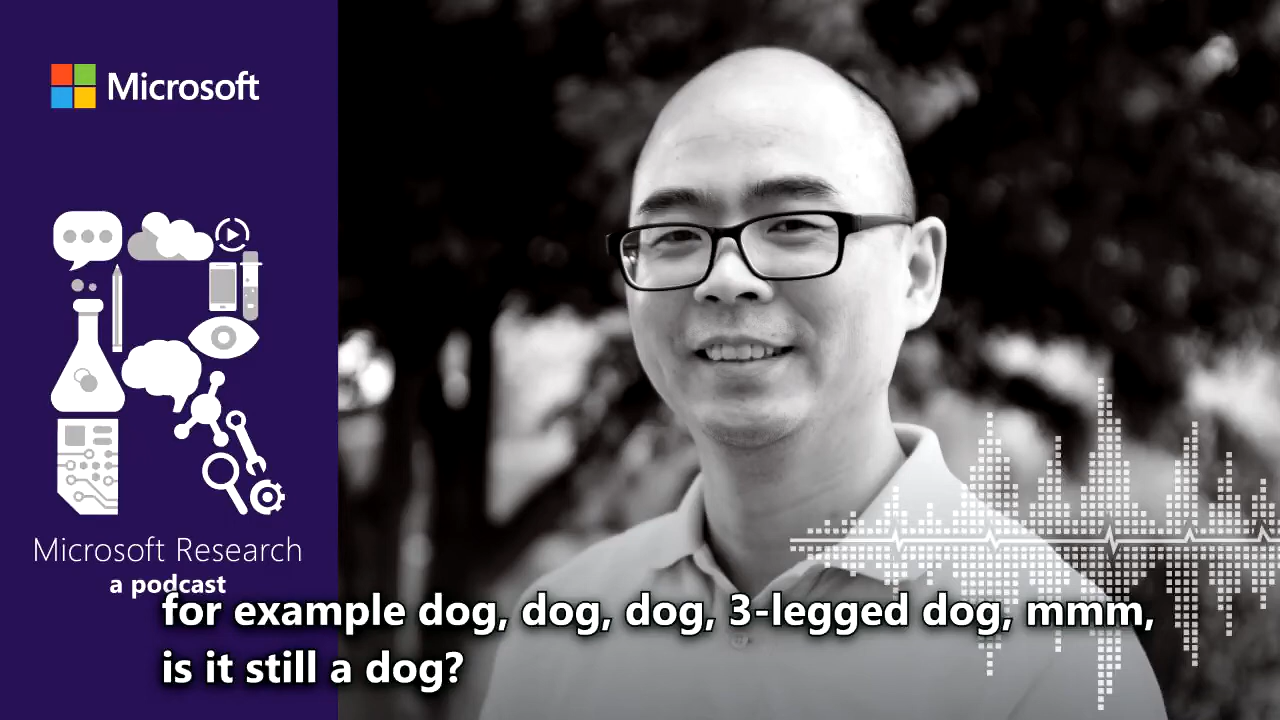 Microsoft
Microsoft Research
a podcast
for example dog, dog, dog, 3-legged dog, mmm,
is it still a dog?